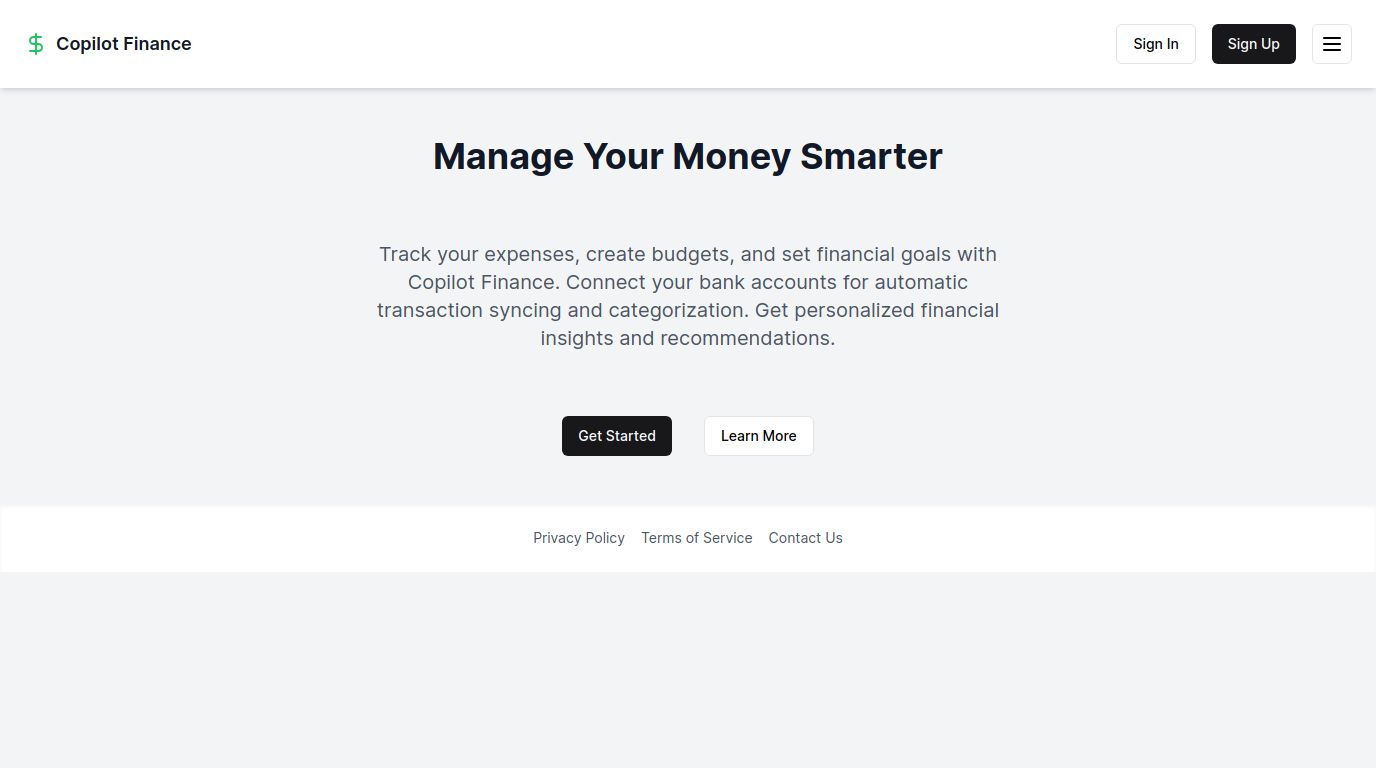 Copilot Finance
Sign In
Sign Up
Manage Your Money Smarter
Track your expenses, create budgets, and set financial goals with
Copilot Finance. Connect your bank accounts for automatic
transaction syncing and categorization. Get personalized financial
insights and recommendations.
Get Started
Learn More
Privacy Policy
Terms of Service
Contact Us